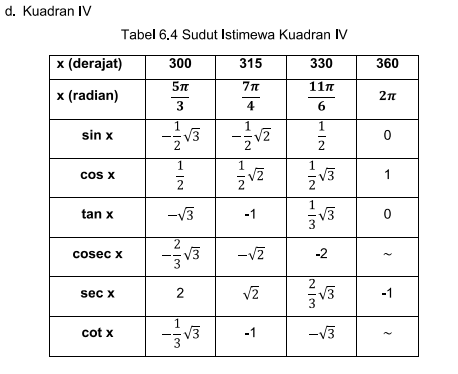 d. Kuadran IV
Tabel 6.4 Sudut Istimewa Kuadran IV
x (derajat) 300 315 330 360
x (radian) 5π/3 7π/4 11π/6 2π
sin x −1/2√3 −1/2√2 1/2 0
cos x 1/2 1/2√2 1/2√3 1
tan x −√3 -1 1/3√3 0
cosec x −2/3√3 −√2 -2 ~
sec x 2 √2 2/3√3 -1
cot x −1/3√3 -1 −√3 ~